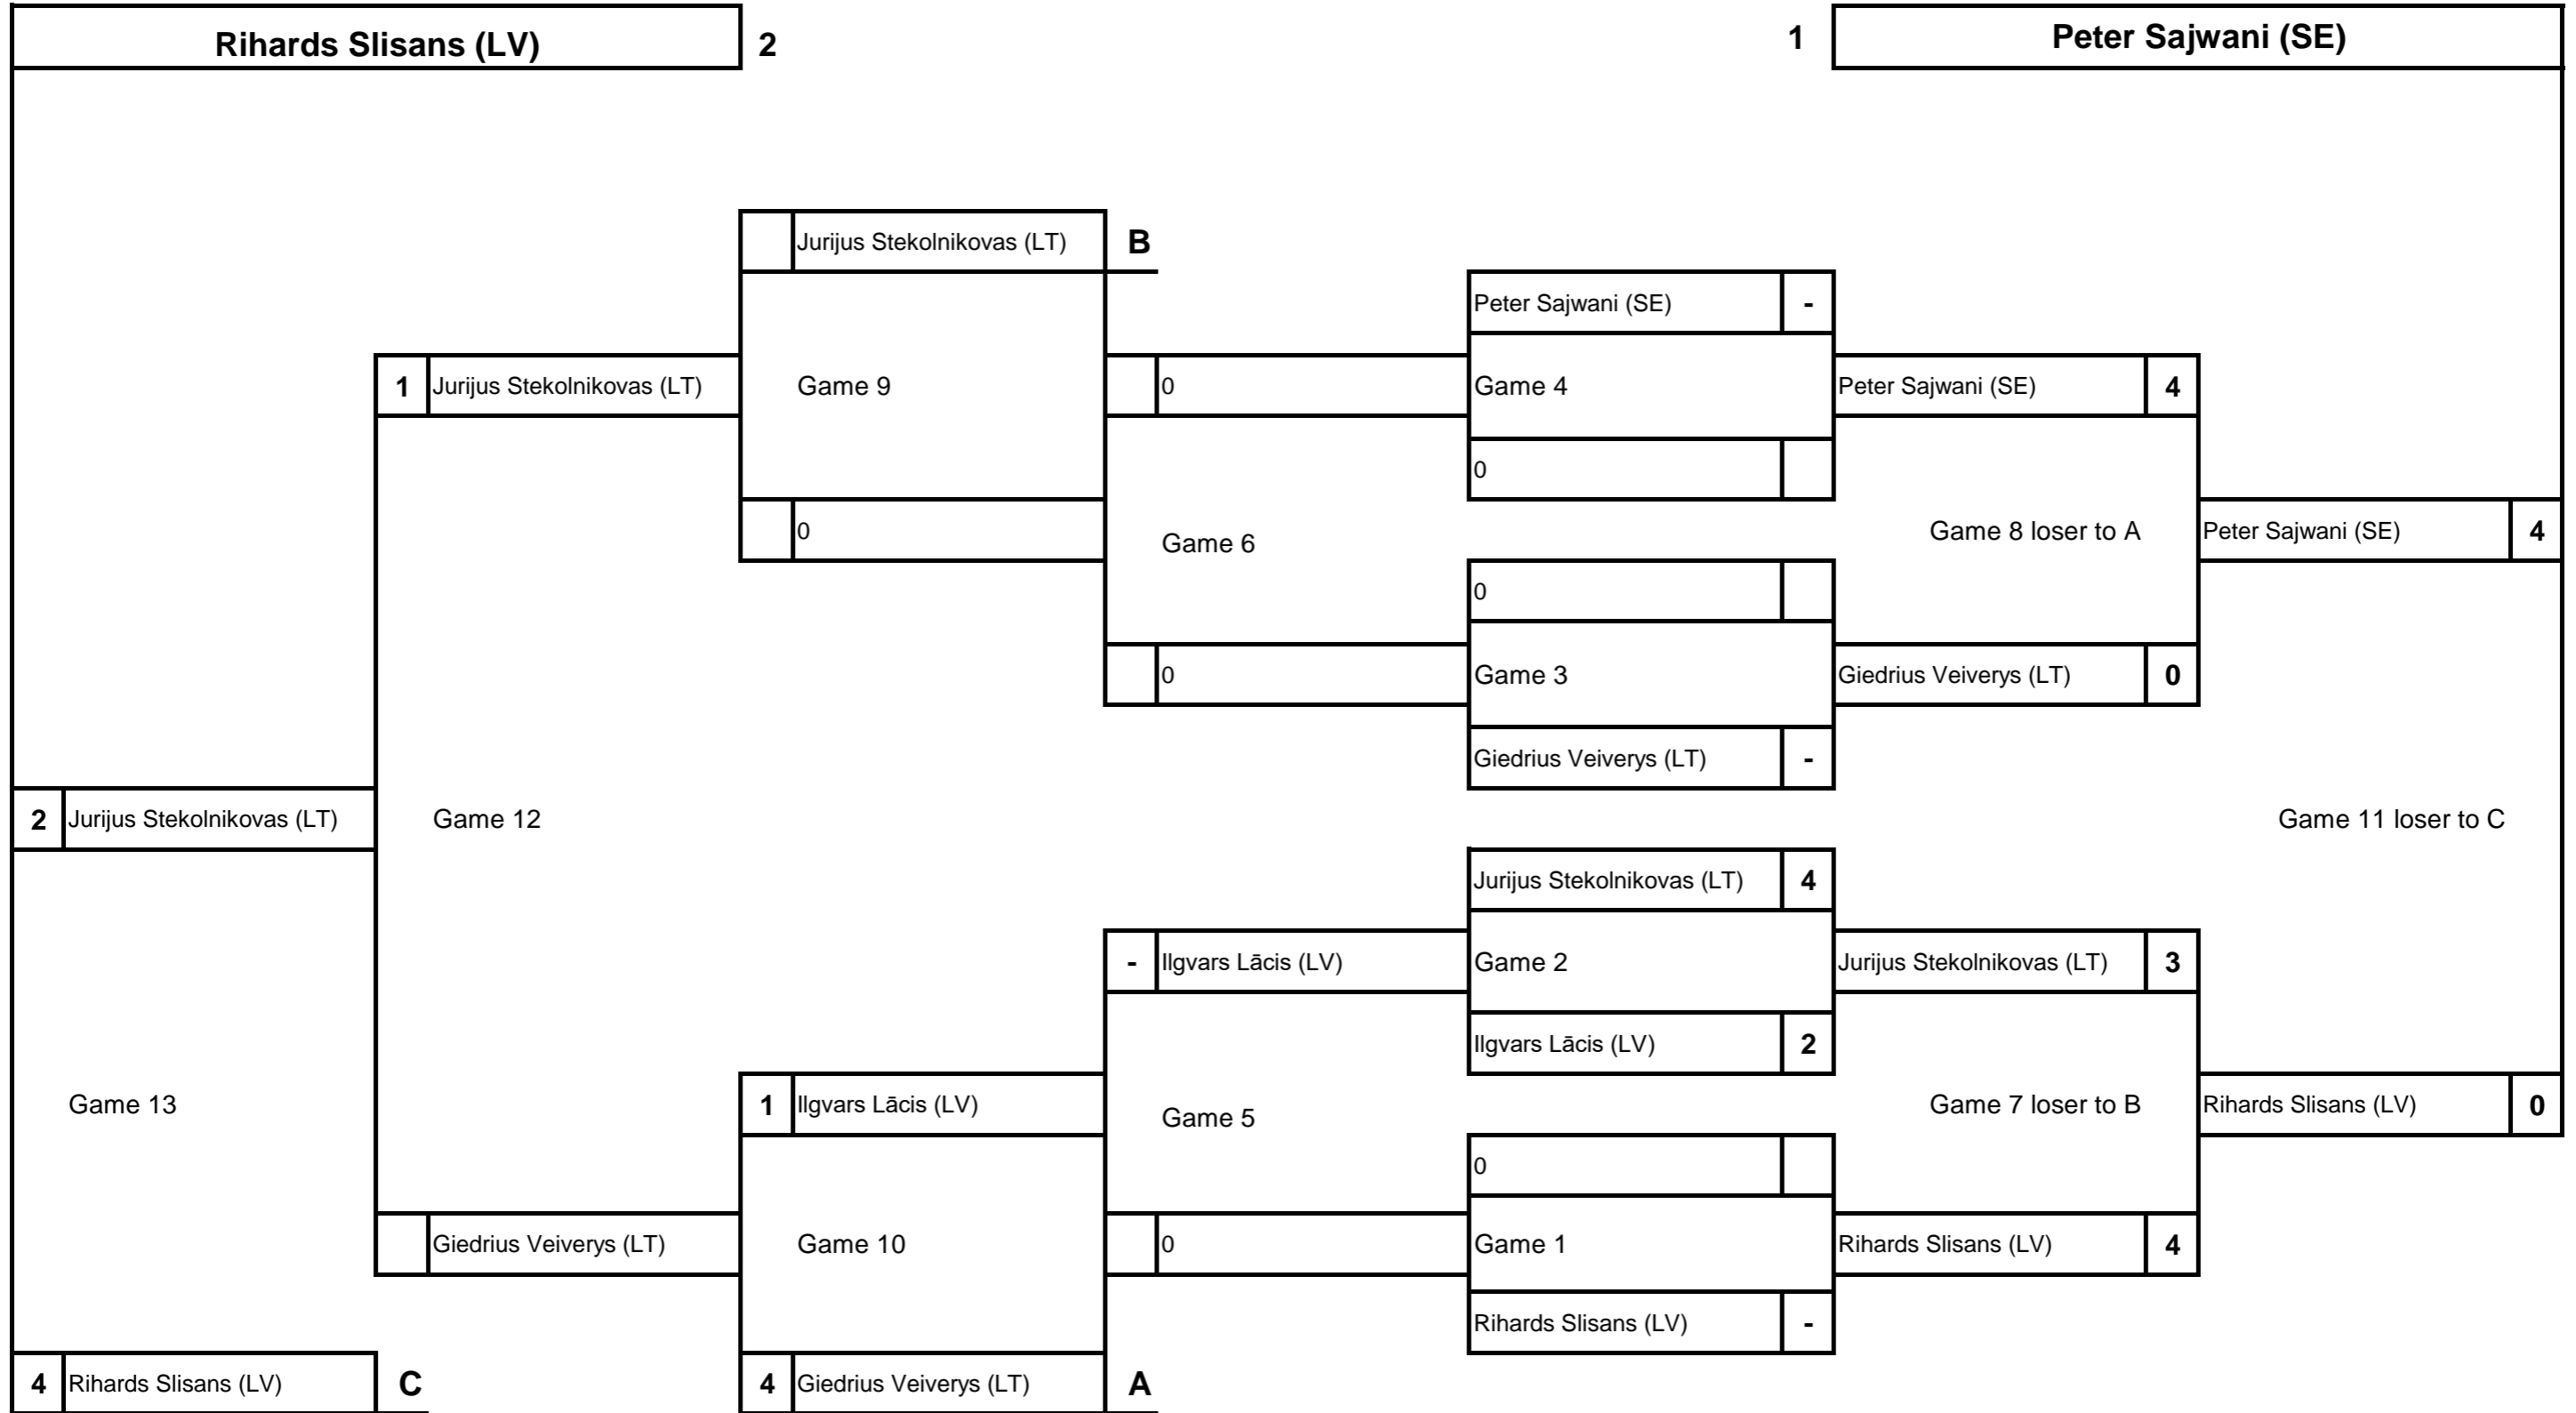 Rihards Slisans (LV) 2 1 Peter Sajwani (SE)
Jurijus Stekolnikovas (LT) B
Peter Sajwani (SE) -
1 Jurijus Stekolnikovas (LT) Game 9 0 Game 4 Peter Sajwani (SE) 4
0
0 Game 6 Game 8 loser to A Peter Sajwani (SE) 4
0
0 Game 3 Giedrius Veiverys (LT) 0
Giedrius Veiverys (LT) -
2 Jurijus Stekolnikovas (LT) Game 12 Game 11 loser to C
Jurijus Stekolnikovas (LT) 4
- Ilgvars Lācis (LV) Game 2 Jurijus Stekolnikovas (LT) 3
Ilgvars Lācis (LV) 2
Game 13 1 Ilgvars Lācis (LV) Game 5 Game 7 loser to B Rihards Slisans (LV) 0
0
Giedrius Veiverys (LT) Game 10 0 Game 1 Rihards Slisans (LV) 4
Rihards Slisans (LV) -
4 Rihards Slisans (LV) C 4 Giedrius Veiverys (LT) A